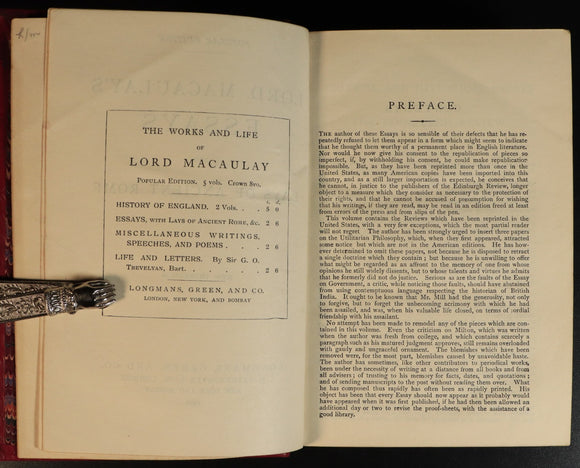 THE WORKS AND LIFE
OF
LORD MACAULAY
POPULAR EDITION. 5 vols. Crown 8vo.
s. d.
HISTORY OF ENGLAND. 2 Vols. . . 5 0
ESSAYS, WITH LAYS OF ANCIENT ROME, &c. 2 6
MISCELLANEOUS WRITINGS,
SPEECHES, AND POEMS . . . . 2 6
LIFE AND LETTERS. By Sir G. O.
TREVELYAN, Bart. . . . . . 2 6
LONGMANS, GREEN, AND CO.
LONDON, NEW YORK, AND BOMBAY
PREFACE.
THE author of these Essays is so sensible of their defects that he has re-
peatedly refused to let them appear in a form which might seem to indicate
that he thought them worthy of a permanent place in English literature.
Nor would he now give his consent to the republication of pieces so
imperfect, if, by withholding his consent, he could make republication
impossible. But, as they have been reprinted more than once in the
United States, as many American copies have been imported into this
country, and as a still larger importation is expected, he conceives that
he cannot, in justice to the publishers of the Edinburgh Review, longer
object to a measure which they consider as necessary to the protection of
their rights, and that he cannot be accused of presumption for wishing
that his writings, if they are read, may be read in an edition freed at least
from errors of the press and from slips of the pen.
This volume contains the Reviews which have been reprinted in the
United States, with a very few exceptions, which the most partial reader
will not regret. The author has been strongly urged to insert three papers
on the Utilitarian Philosophy, which, when they first appeared, attracted
some notice but which are not in the American editions. He has how-
ever determined to omit these papers, not because he is disposed to retract
a single doctrine which they contain; but because he is unwilling to offer
what might be regarded as an affront to the memory of one from whose
opinions he still widely dissents, but to whose talents and virtues he admits
that he formerly did not do justice. Serious as are the faults of the Essay
on Government, a critic, while noticing those faults, should have abstained
from using contemptuous language respecting the historian of British
India. It ought to be known that Mr. Mill had the generosity, not only
to forgive, but to forget the unbecoming acrimony with which he had
been assailed, and was, when his valuable life closed, on terms of cordial
friendship with his assailant.
No attempt has been made to remodel any of the pieces which are con-
tained in this volume. Even the criticism on Milton, which was written
when the author was fresh from college, and which contains scarcely a
paragraph such as his matured judgment approves, still remains overloaded
with gaudy and ungraceful ornament. The blemishes which have been
removed were, for the most part, blemishes caused by unavoidable haste.
The author has sometimes, like other contributors to periodical works,
been under the necessity of writing at a distance from all books and from
all advisers; of trusting to his memory for facts, dates, and quotations;
and of sending manuscripts to the post without reading them over. What
he has composed thus rapidly has often been as rapidly printed. His
object has been that every Essay should now appear as it probably would
have appeared when it was first published, if he had then been allowed an
additional day or two to revise the proof-sheets, with the assistance of a
good library.